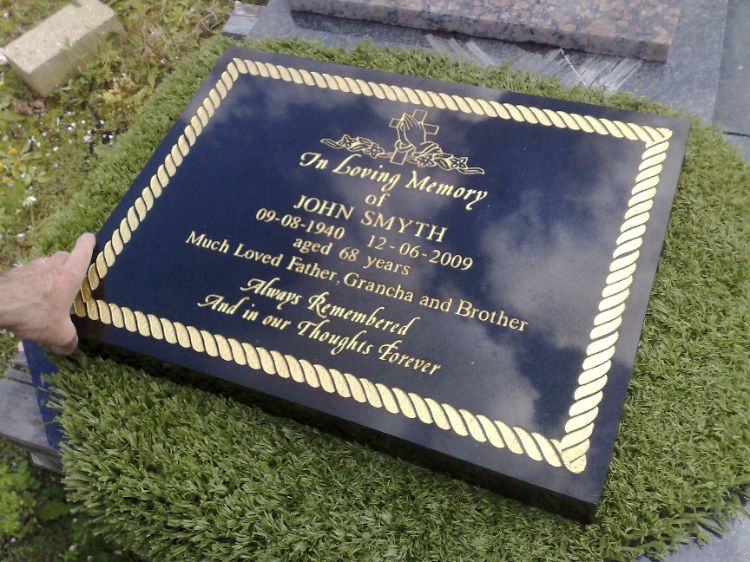 In Loving Memory
of
JOHN SMYTH
09-08-1940 12-06-2009
aged 68 years
Much Loved Father, Grancha and Brother
Always Remembered
And in our Thoughts Forever